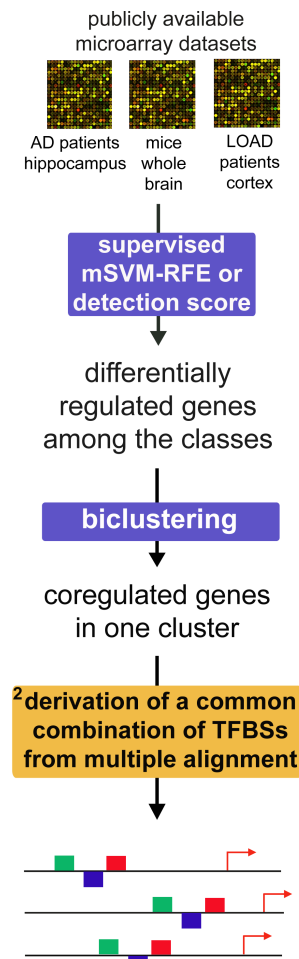 publicly available
microarray datasets
AD patients
hippocampus
mice
whole
brain
LOAD
patients
cortex
supervised
mSVM-RFE or
detection score
differentially
regulated genes
among the classes
biclustering
coregulated genes
in one cluster
2derivation of a common
combination of TFBSs
from multiple alignment